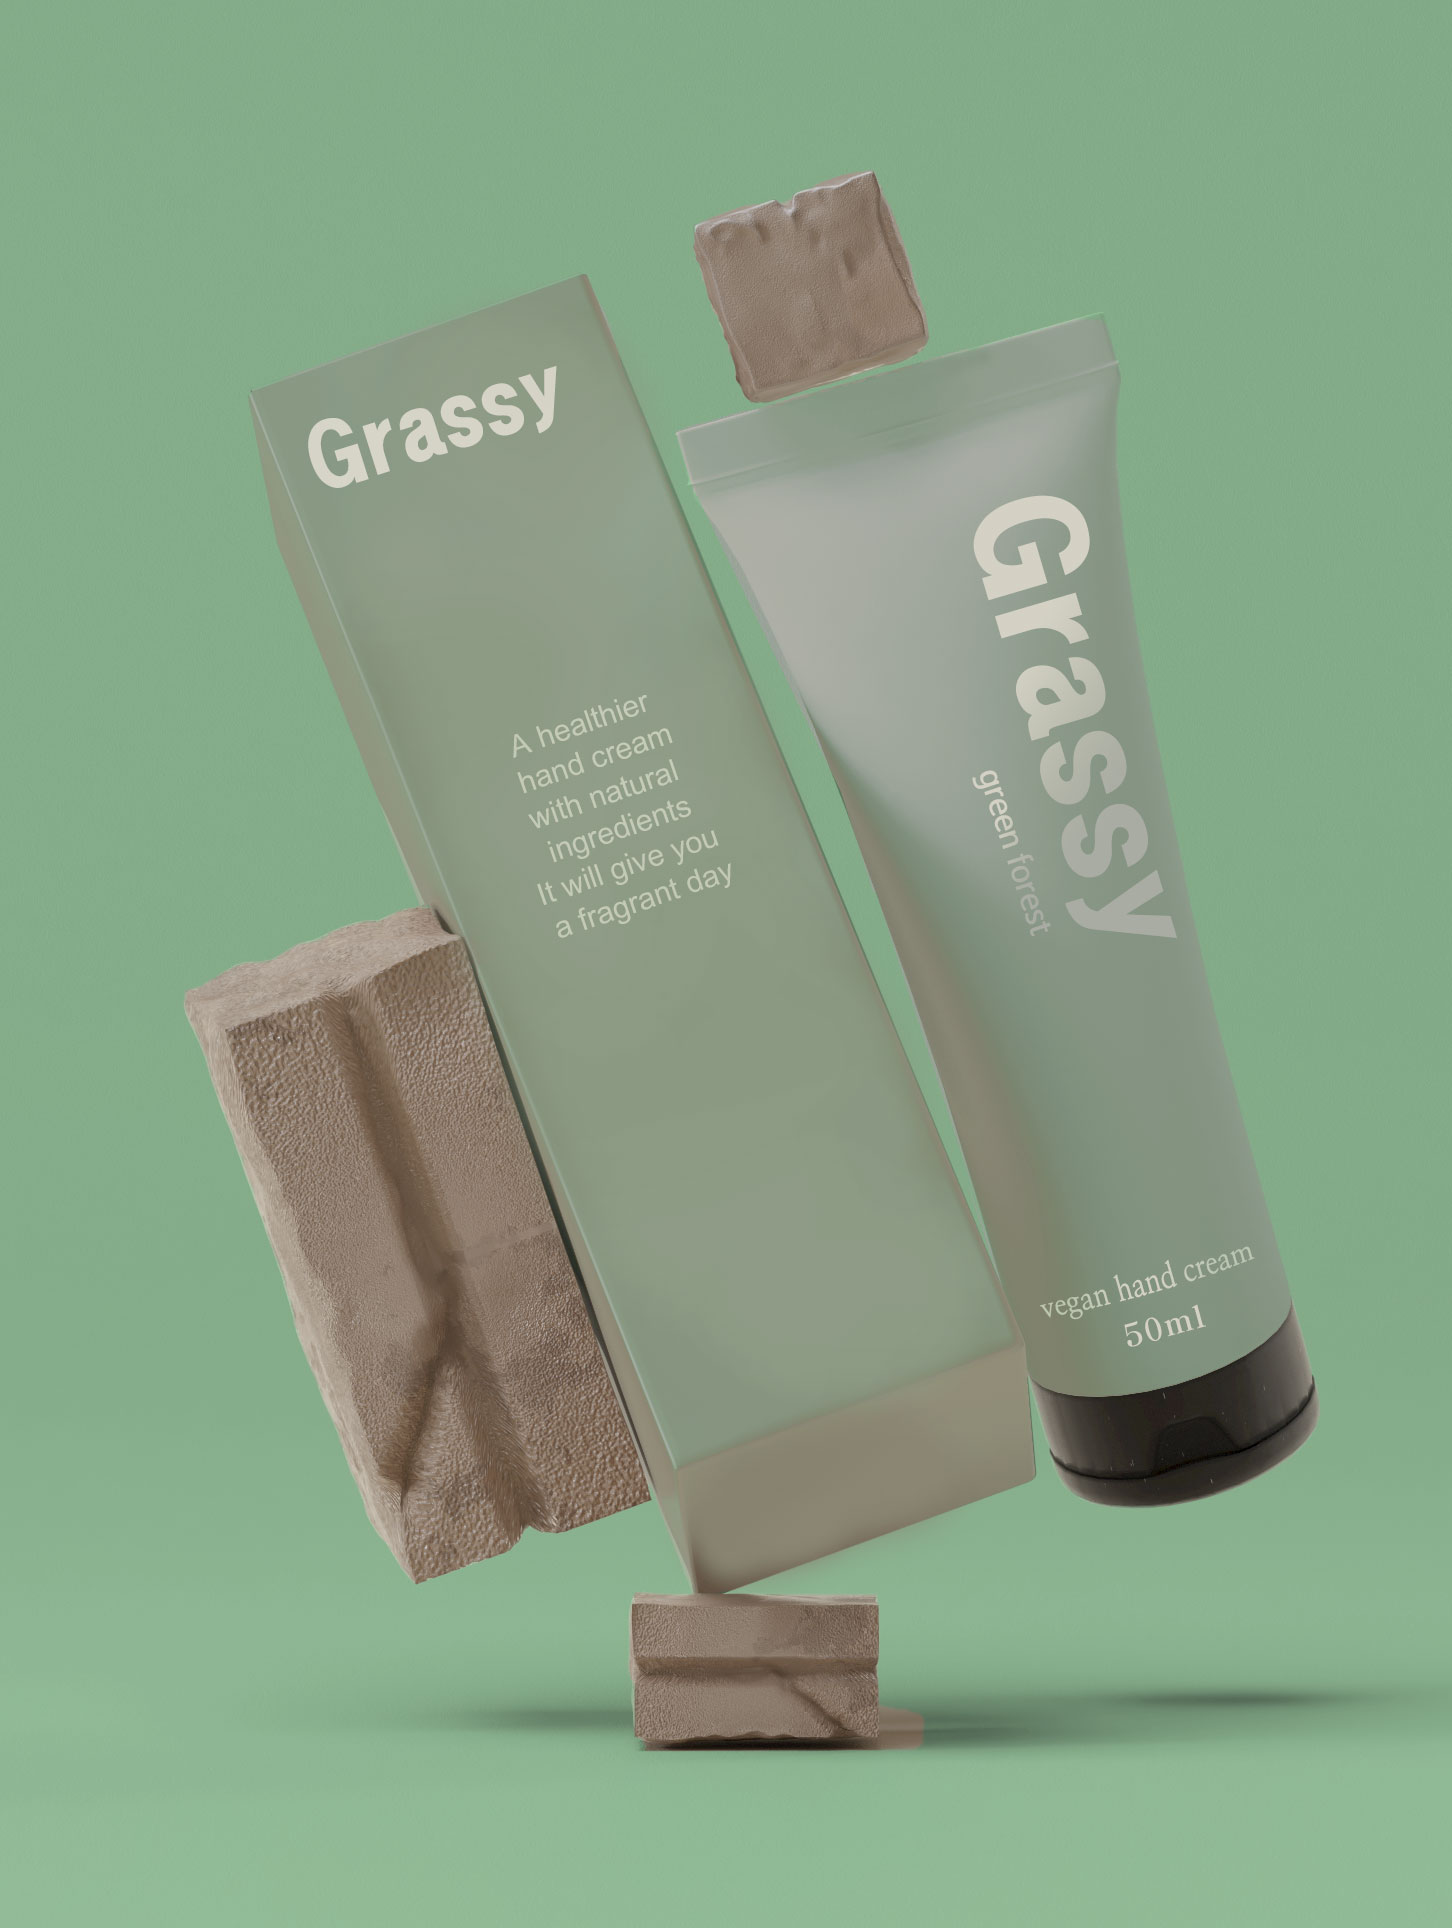 Grassy
A healthier
hand cream
with natural
ingredients
It will give you
a fragrant day
Grassy
green forest
vegan hand cream
50ml